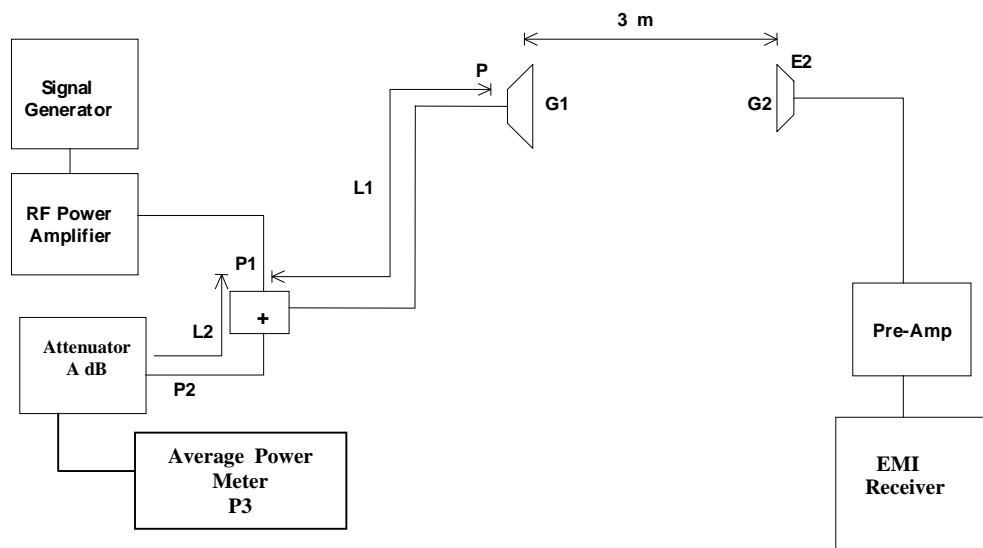 3 m
Signal
Generator
P
G1
E2
G2
L1
RF Power
Amplifier
P1
+
L2
Attenuator
A dB
P2
Pre-Amp
Average Power
Meter
P3
EMI
Receiver